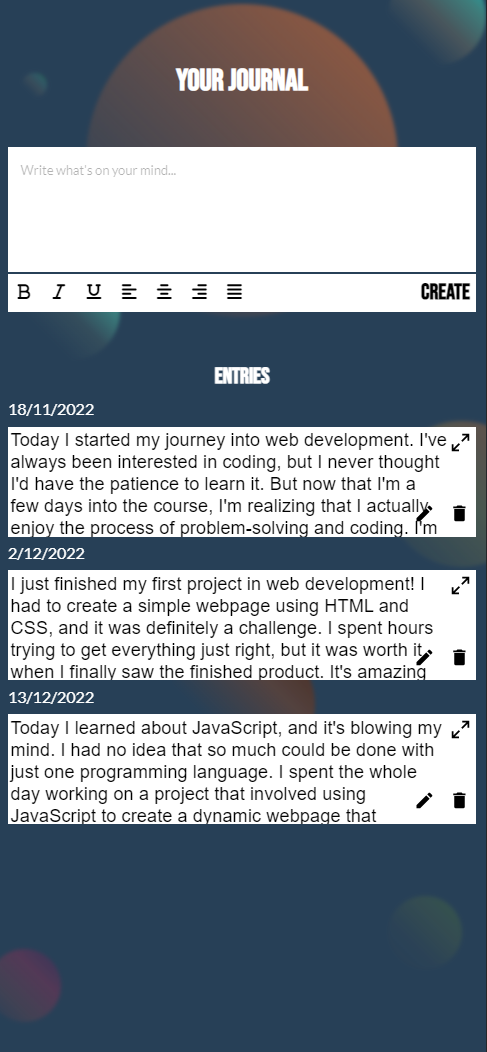 YOUR JOURNAL
Write what's on your mind...
B I U
CREATE
ENTRIES
18/11/2022
Today I started my journey into web development. I've
always been interested in coding, but I never thought
I'd have the patience to learn it. But now that I'm a
few days into the course, I'm realizing that I actually
enjoy the process of problem-solving and coding. I'm
2/12/2022
I just finished my first project in web development! I
had to create a simple webpage using HTML and
CSS, and it was definitely a challenge. I spent hours
trying to get everything just right, but it was worth it
when I finally saw the finished product. It's amazing
13/12/2022
Today I learned about JavaScript, and it's blowing my
mind. I had no idea that so much could be done with
just one programming language. I spent the whole
day working on a project that involved using
JavaScript to create a dynamic webpage that